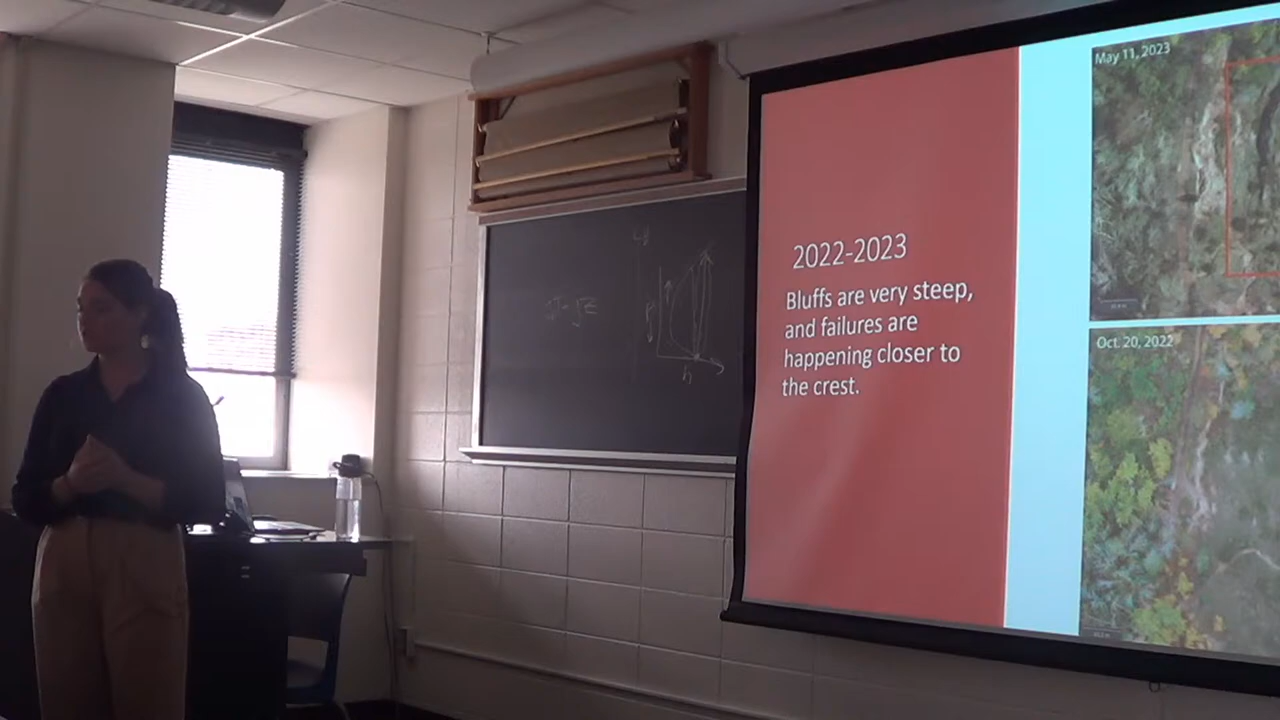 2022-2023
Bluffs are very steep,
and failures are
happening closer to
the crest.
May 11, 2023
Oct. 20, 2022